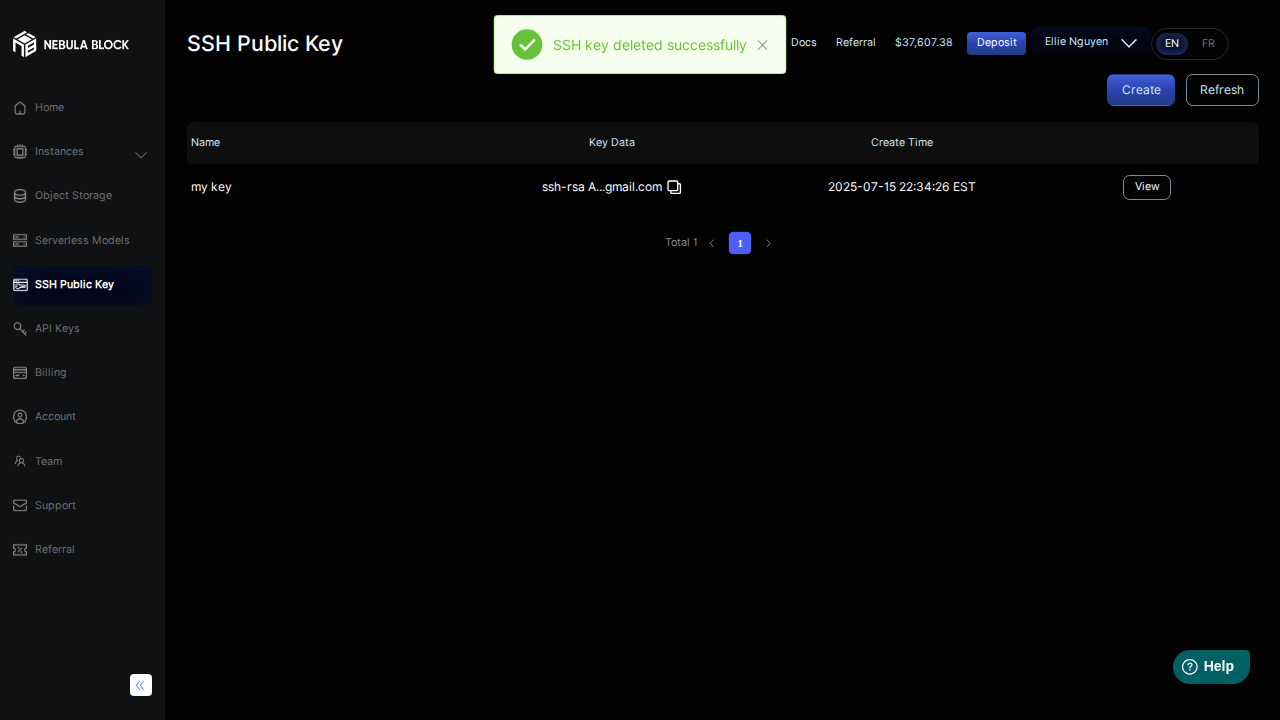 NEBULA BLOCK
SSH Public Key
SSH key deleted successfully
Docs
Referral
$37,607.38
Deposit
Ellie Nguyen
EN
FR
Create
Refresh
Home
Instances
Object Storage
Serverless Models
SSH Public Key
API Keys
Billing
Account
Team
Support
Referral
Name
Key Data
Create Time
my key
ssh-rsa A...gmail.com
2025-07-15 22:34:26 EST
View
Total 1
1
Help